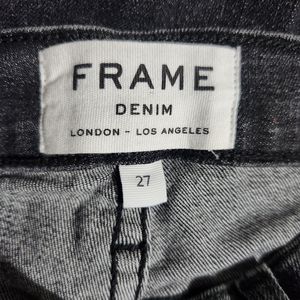 FRAME
DENIM
LONDON - LOS ANGELES
27